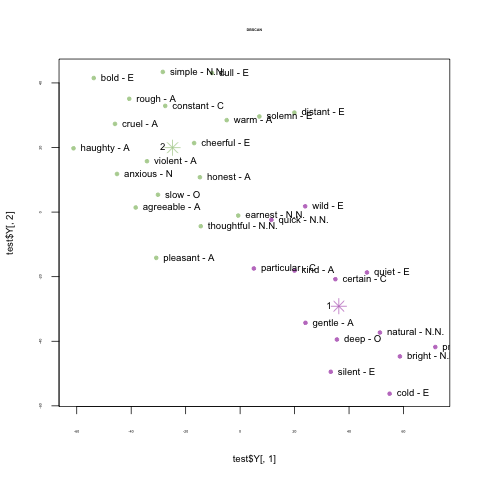 DBSCAN
simple - N.N.
dull - E
bold - E
rough - A
constant - C
distant - E
solemn - E
warm - A
cruel - A
cheerful - E
2
haughty - A
violent - A
anxious - N
honest - A
slow - O
agreeable - A
wild - E
earnest - N.N.
quick - N.N.
thoughtful - N.N.
pleasant - A
particular - C
kind - A
quiet - E
certain - C
1
gentle - A
natural - N.N.
deep - O
bright - N.
silent - E
cold - E
test$Y[, 2]
test$Y[, 1]